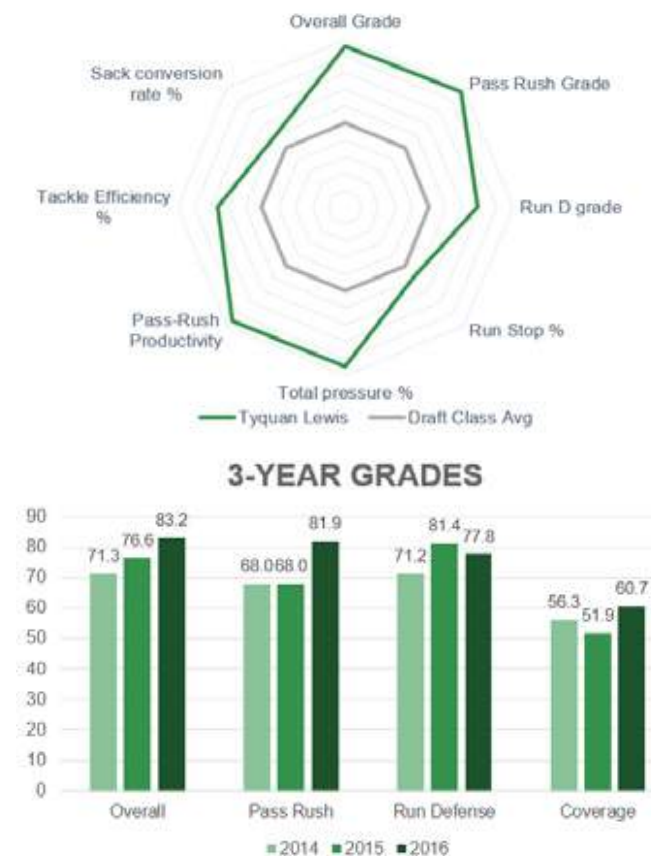 Overall Grade
Sack conversion
rate %
Pass Rush Grade
Tackle Efficiency
%
Run D grade
Pass-Rush
Productivity
Run Stop %
Total pressure %
Tyquan Lewis
Draft Class Avg
3-YEAR GRADES
90
80
70
60
50
40
30
20
10
0
71.3
76.6
83.2
68.0
68.0
81.9
71.2
81.4
77.8
56.3
51.9
60.7
Overall
Pass Rush
Run Defense
Coverage
2014
2015
2016